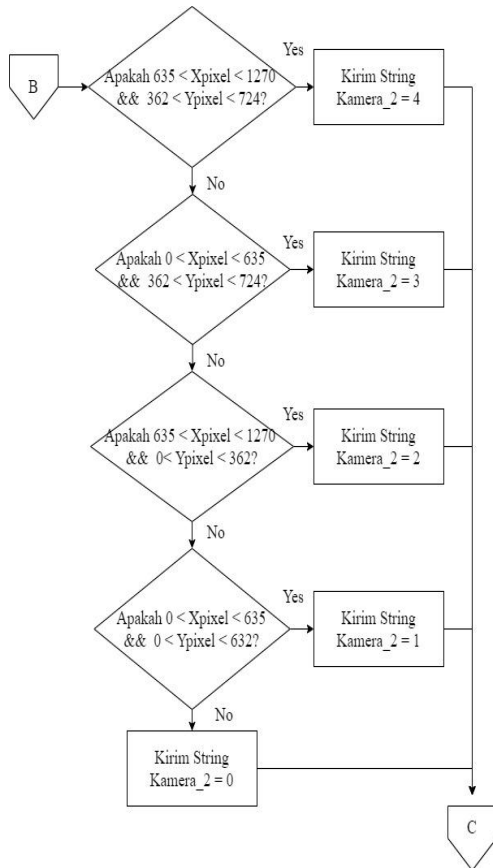 B
Apakah 635 < Xpixel < 1270
&& 362 < Ypixel < 724?
Yes
Kirim String
Kamera_2 = 4
No
Apakah 0 < Xpixel < 635
&& 362 < Ypixel < 724?
Yes
Kirim String
Kamera_2 = 3
No
Apakah 635 < Xpixel < 1270
&& 0< Ypixel < 362?
Yes
Kirim String
Kamera_2 = 2
No
Apakah 0 < Xpixel < 635
&& 0 < Ypixel < 632?
Yes
Kirim String
Kamera_2 = 1
No
Kirim String
Kamera_2 = 0
C